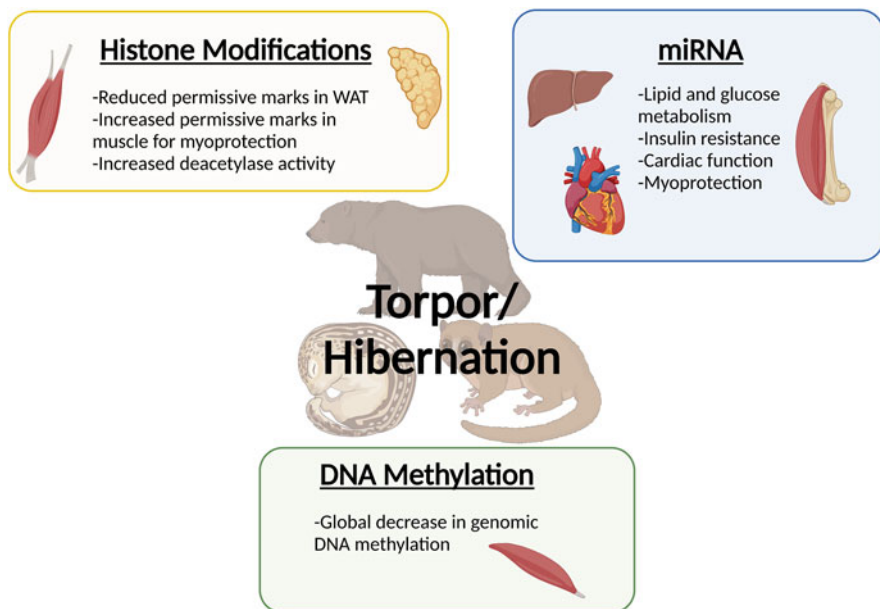 Histone Modifications
-Reduced permissive marks in WAT
-Increased permissive marks in
muscle for myoprotection
-Increased deacetylase activity
miRNA
-Lipid and glucose
metabolism
-Insulin resistance
-Cardiac function
-Myoprotection
Torpor/
Hibernation
DNA Methylation
-Global decrease in genomic
DNA methylation